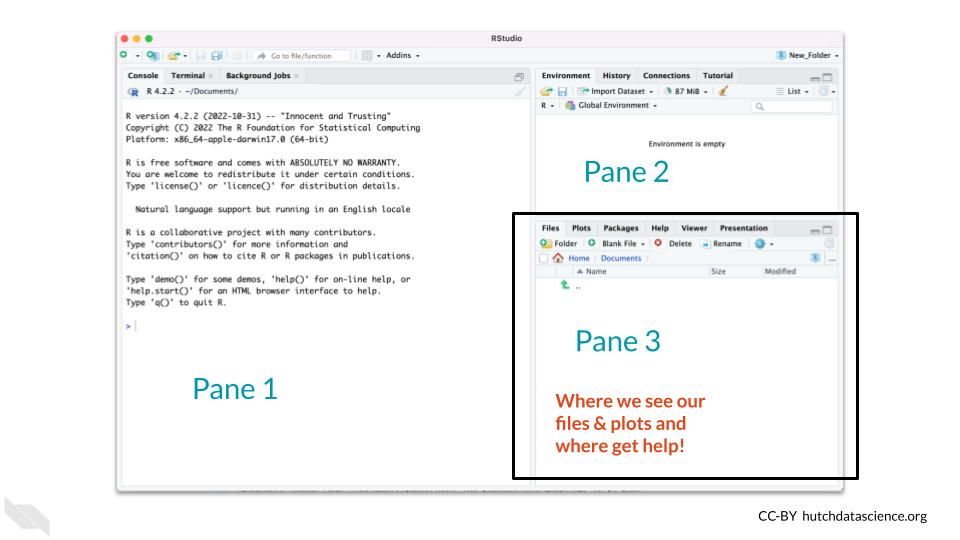 RStudio
Go to file/function
Addins
New_Folder
Console Terminal Background Jobs
R 4.2.2 · ~/Documents/
R version 4.2.2 (2022-10-31) -- "Innocent and Trusting"
Copyright (C) 2022 The R Foundation for Statistical Computing
Platform: x86_64-apple-darwin17.0 (64-bit)
R is free software and comes with ABSOLUTELY NO WARRANTY.
You are welcome to redistribute it under certain conditions.
Type 'license()' or 'licence()' for distribution details.
Natural language support but running in an English locale
R is a collaborative project with many contributors.
Type 'contributors()' for more information and
'citation()' on how to cite R or R packages in publications.
Type 'demo()' for some demos, 'help()' for on-line help, or
'help.start()' for an HTML browser interface to help.
Type 'q()' to quit R.
>
Pane 1
Environment History Connections Tutorial
Import Dataset 87 MiB List
R Global Environment
Environment is empty
Pane 2
Files Plots Packages Help Viewer Presentation
Folder Blank File Delete Rename
Home Documents ...
Name Size Modified
..
Pane 3
Where we see our
files & plots and
where get help!
CC-BY hutchdatascience.org